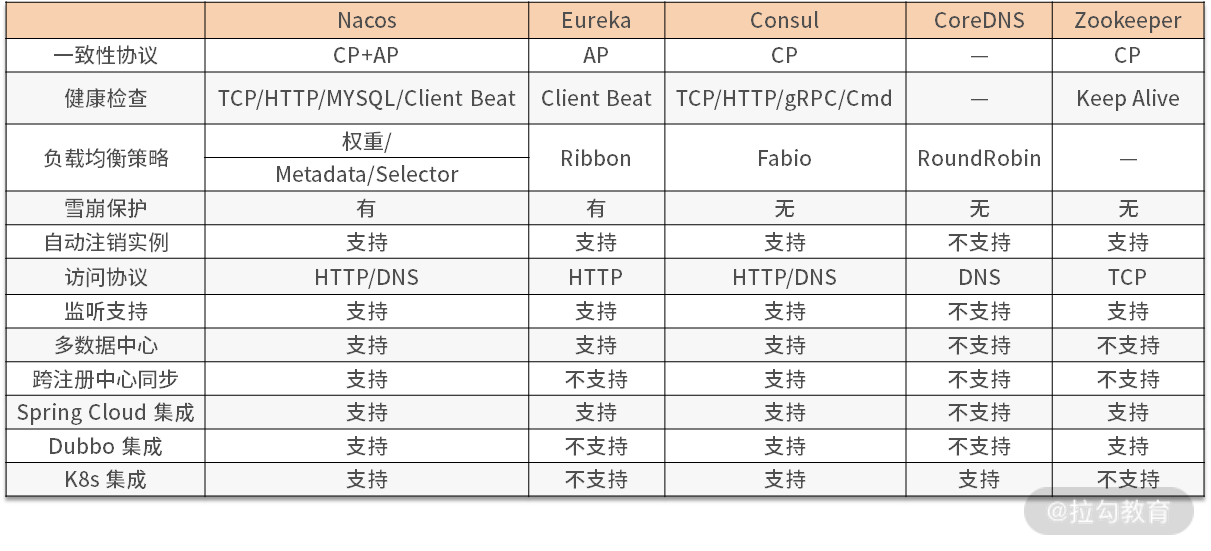 Nacos Eureka Consul CoreDNS Zookeeper
一致性协议 CP+AP AP CP — CP
健康检查 TCP/HTTP/MYSQL/Client Beat Client Beat TCP/HTTP/gRPC/Cmd — Keep Alive
负载均衡策略 权重/ Metadata/Selector Ribbon Fabio RoundRobin —
雪崩保护 有 有 无 无 无
自动注销实例 支持 支持 支持 不支持 支持
访问协议 HTTP/DNS HTTP HTTP/DNS DNS TCP
监听支持 支持 支持 支持 不支持 支持
多数据中心 支持 支持 支持 不支持 不支持
跨注册中心同步 支持 不支持 支持 不支持 不支持
Spring Cloud 集成 支持 支持 支持 不支持 支持
Dubbo 集成 支持 不支持 支持 不支持 支持
K8s 集成 支持 不支持 支持 支持 不支持
@拉勾教育